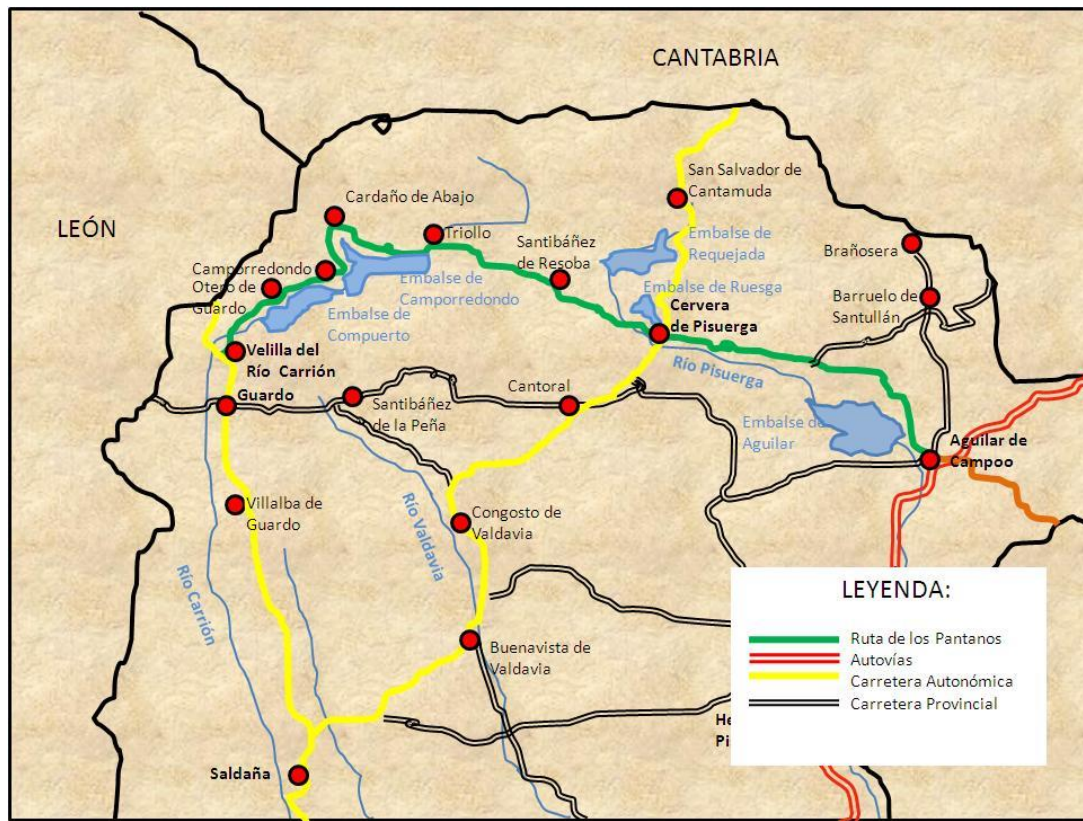 CANTABRIA
LEÓN
San Salvador de
Cantamuda
Cardaño de Abajo
Triollo
Embalse de
Requejada
Brañosera
Santibáñez
de Resoba
Camporredondo
Otero de
Guardo
Embalse de
Camporredondo
Embalse de Ruesga
Barruelo de
Santullán
Embalse de
Compuerto
Cervera
de Pisuerga
Velilla del
Río Carrión
Río Pisuerga
Guardo
Santibáñez
de la Peña
Cantoral
Embalse de
Aguilar
Aguilar de
Campoo
Villalba de
Guardo
Río Valdavia
Congosto de
Valdavia
Río Carrión
Buenavista de
Valdavia
LEYENDA:
Ruta de los Pantanos
Autovías
Carretera Autonómica
Carretera Provincial
Saldaña